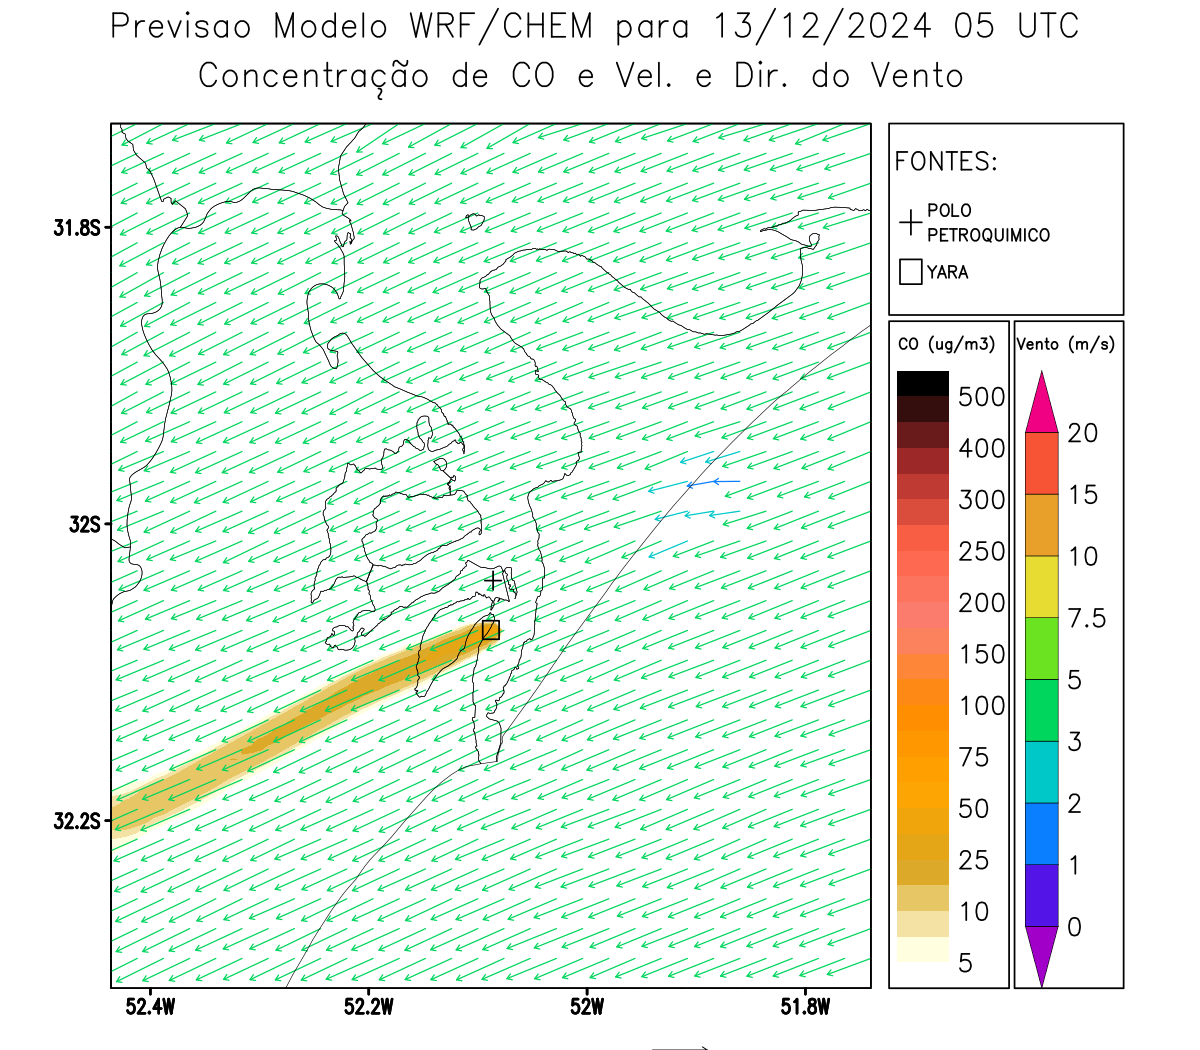 Previsao Modelo WRF/CHEM para 13/12/2024 05 UTC
Concentração de CO e Vel. e Dir. do Vento
FONTES:
POLO
PETROQUIMICO
YARA
CO (ug/m3)
500
400
300
250
200
150
100
75
50
25
10
5
Vento (m/s)
20
15
10
7.5
5
3
2
1
0
31.8S
32S
32.2S
52.4W
52.2W
52W
51.8W